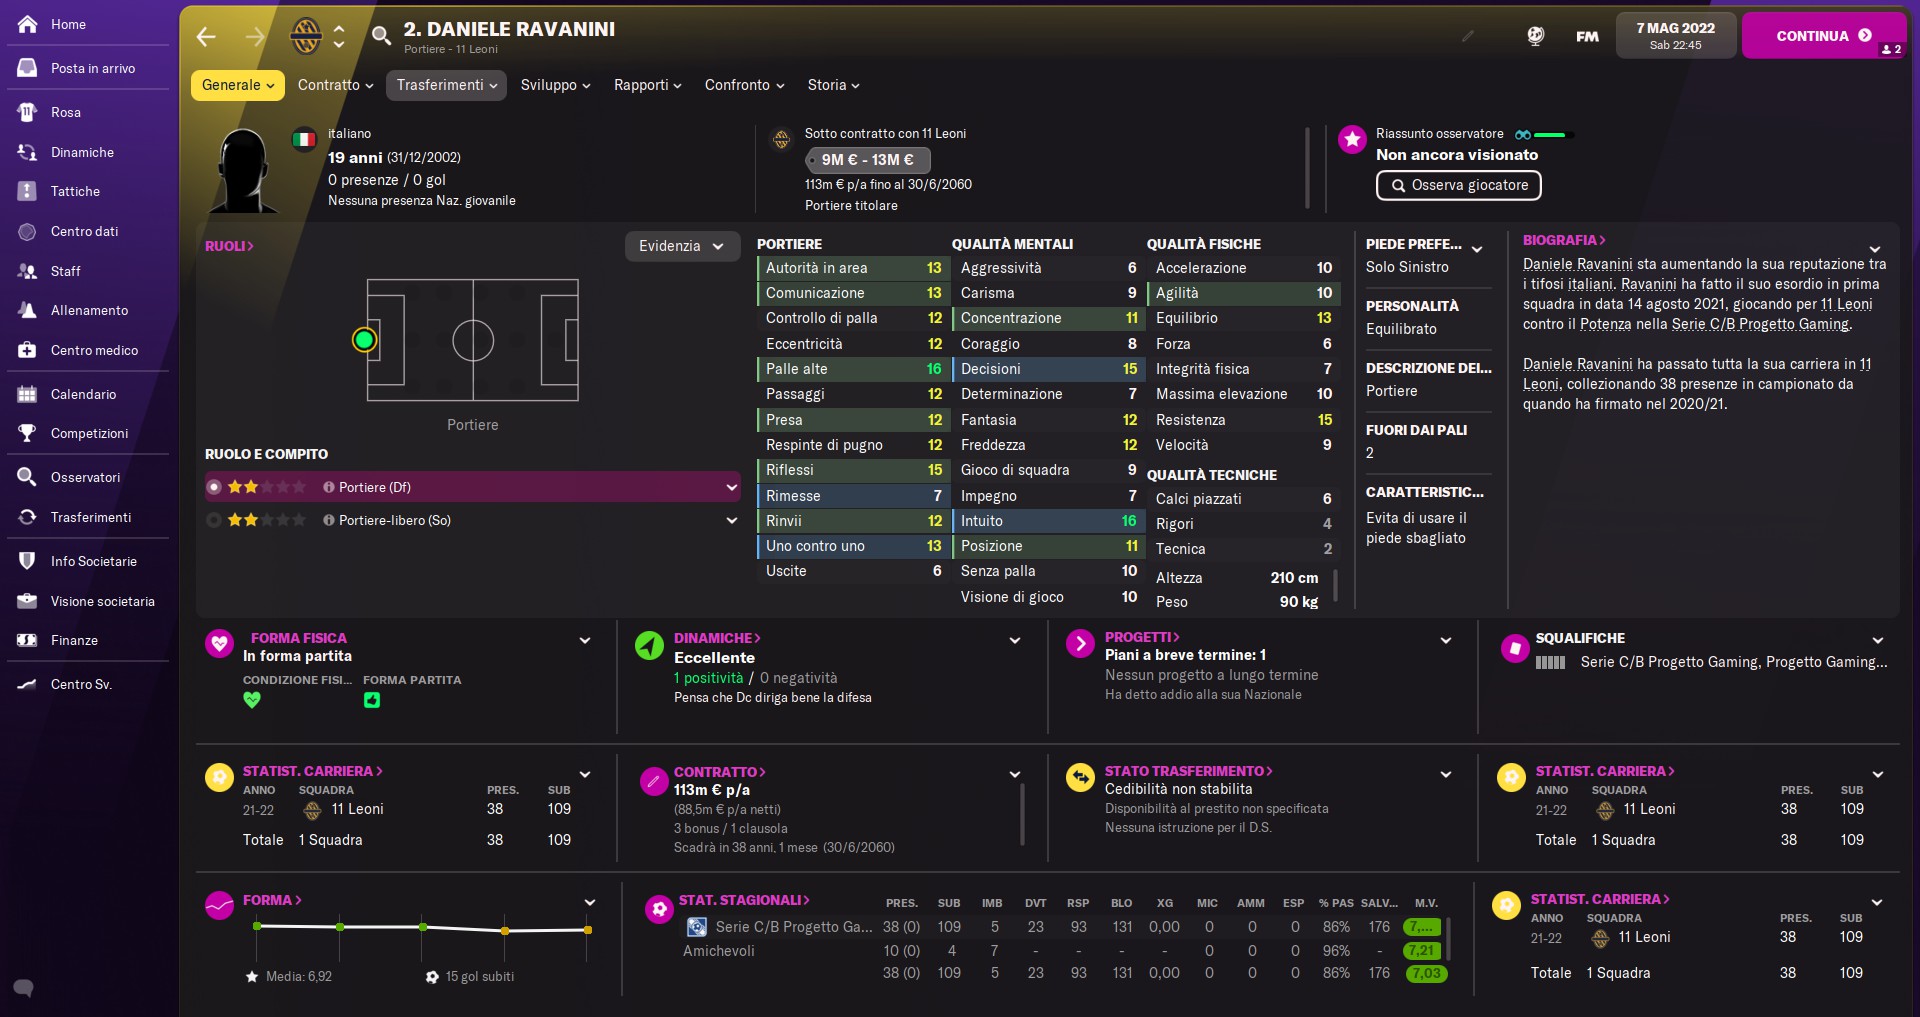 Home
Posta in arrivo
Rosa
Dinamiche
Tattiche
Centro dati
Staff
Allenamento
Centro medico
Calendario
Competizioni
Osservatori
Trasferimenti
Info Societarie
Visione societaria
Finanze
Centro Sv.
2. DANIELE RAVANINI
Portiere - 11 Leoni
FM
7 MAG 2022
Sab 22:45
CONTINUA
2
Generale
Contratto
Trasferimenti
Sviluppo
Rapporti
Confronto
Storia
italiano
19 anni (31/12/2002)
0 presenze / 0 gol
Nessuna presenza Naz. giovanile
Sotto contratto con 11 Leoni
9M € - 13M €
113m € p/a fino al 30/6/2060
Portiere titolare
Riassunto osservatore
Non ancora visionato
Osserva giocatore
RUOLI
Evidenzia
Portiere
RUOLO E COMPITO
Portiere (Df)
Portiere-libero (So)
PORTIERE
Autorità in area 13
Comunicazione 13
Controllo di palla 12
Eccentricità 12
Palle alte 16
Passaggi 12
Presa 12
Respinte di pugno 12
Riflessi 15
Rimesse 7
Rinvii 12
Uno contro uno 13
Uscite 6
QUALITÀ MENTALI
Aggressività 6
Carisma 9
Concentrazione 11
Coraggio 8
Decisioni 15
Determinazione 7
Fantasia 12
Freddezza 12
Gioco di squadra 9
Impegno 7
Intuito 16
Posizione 11
Senza palla 10
Visione di gioco 10
QUALITÀ FISICHE
Accelerazione 10
Agilità 10
Equilibrio 13
Forza 6
Integrità fisica 7
Massima elevazione 10
Resistenza 15
Velocità 9
QUALITÀ TECNICHE
Calci piazzati 6
Rigori 4
Tecnica 2
Altezza 210 cm
Peso 90 kg
PIEDE PREFE...
Solo Sinistro
PERSONALITÀ
Equilibrato
DESCRIZIONE DEI...
Portiere
FUORI DAI PALI
2
CARATTERISTIC...
Evita di usare il
piede sbagliato
BIOGRAFIA
Daniele Ravanini sta aumentando la sua reputazione tra
i tifosi italiani. Ravanini ha fatto il suo esordio in prima
squadra in data 14 agosto 2021, giocando per 11 Leoni
contro il Potenza nella Serie C/B Progetto Gaming.
Daniele Ravanini ha passato tutta la sua carriera in 11
Leoni, collezionando 38 presenze in campionato da
quando ha firmato nel 2020/21.
FORMA FISICA
In forma partita
CONDIZIONE FISI... FORMA PARTITA
DINAMICHE
Eccellente
1 positività / 0 negatività
Pensa che Dc diriga bene la difesa
PROGETTI
Piani a breve termine: 1
Nessun progetto a lungo termine
Ha detto addio alla sua Nazionale
SQUALIFICHE
Serie C/B Progetto Gaming, Progetto Gaming...
STATIST. CARRIERA
ANNO SQUADRA PRES. SUB
21-22 11 Leoni 38 109
Totale 1 Squadra 38 109
CONTRATTO
113m € p/a
(88,5m € p/a netti)
3 bonus / 1 clausola
Scadrà in 38 anni, 1 mese (30/6/2060)
STATO TRASFERIMENTO
Cedibilità non stabilita
Disponibilità al prestito non specificata
Nessuna istruzione per il D.S.
STATIST. CARRIERA
ANNO SQUADRA PRES. SUB
21-22 11 Leoni 38 109
Totale 1 Squadra 38 109
FORMA
Media: 6,92
15 gol subiti
STAT. STAGIONALI PRES. SUB IMB DVT RSP BLO XG MIC AMM ESP % PAS SALV... M.V.
Serie C/B Progetto Ga... 38 (0) 109 5 23 93 131 0,00 0 0 0 86% 176 7,...
Amichevoli 10 (0) 4 7 - - - - 0 0 0 96% - 7,21
38 (0) 109 5 23 93 131 0,00 0 0 0 86% 176 7,03
STATIST. CARRIERA
ANNO SQUADRA PRES. SUB
21-22 11 Leoni 38 109
Totale 1 Squadra 38 109